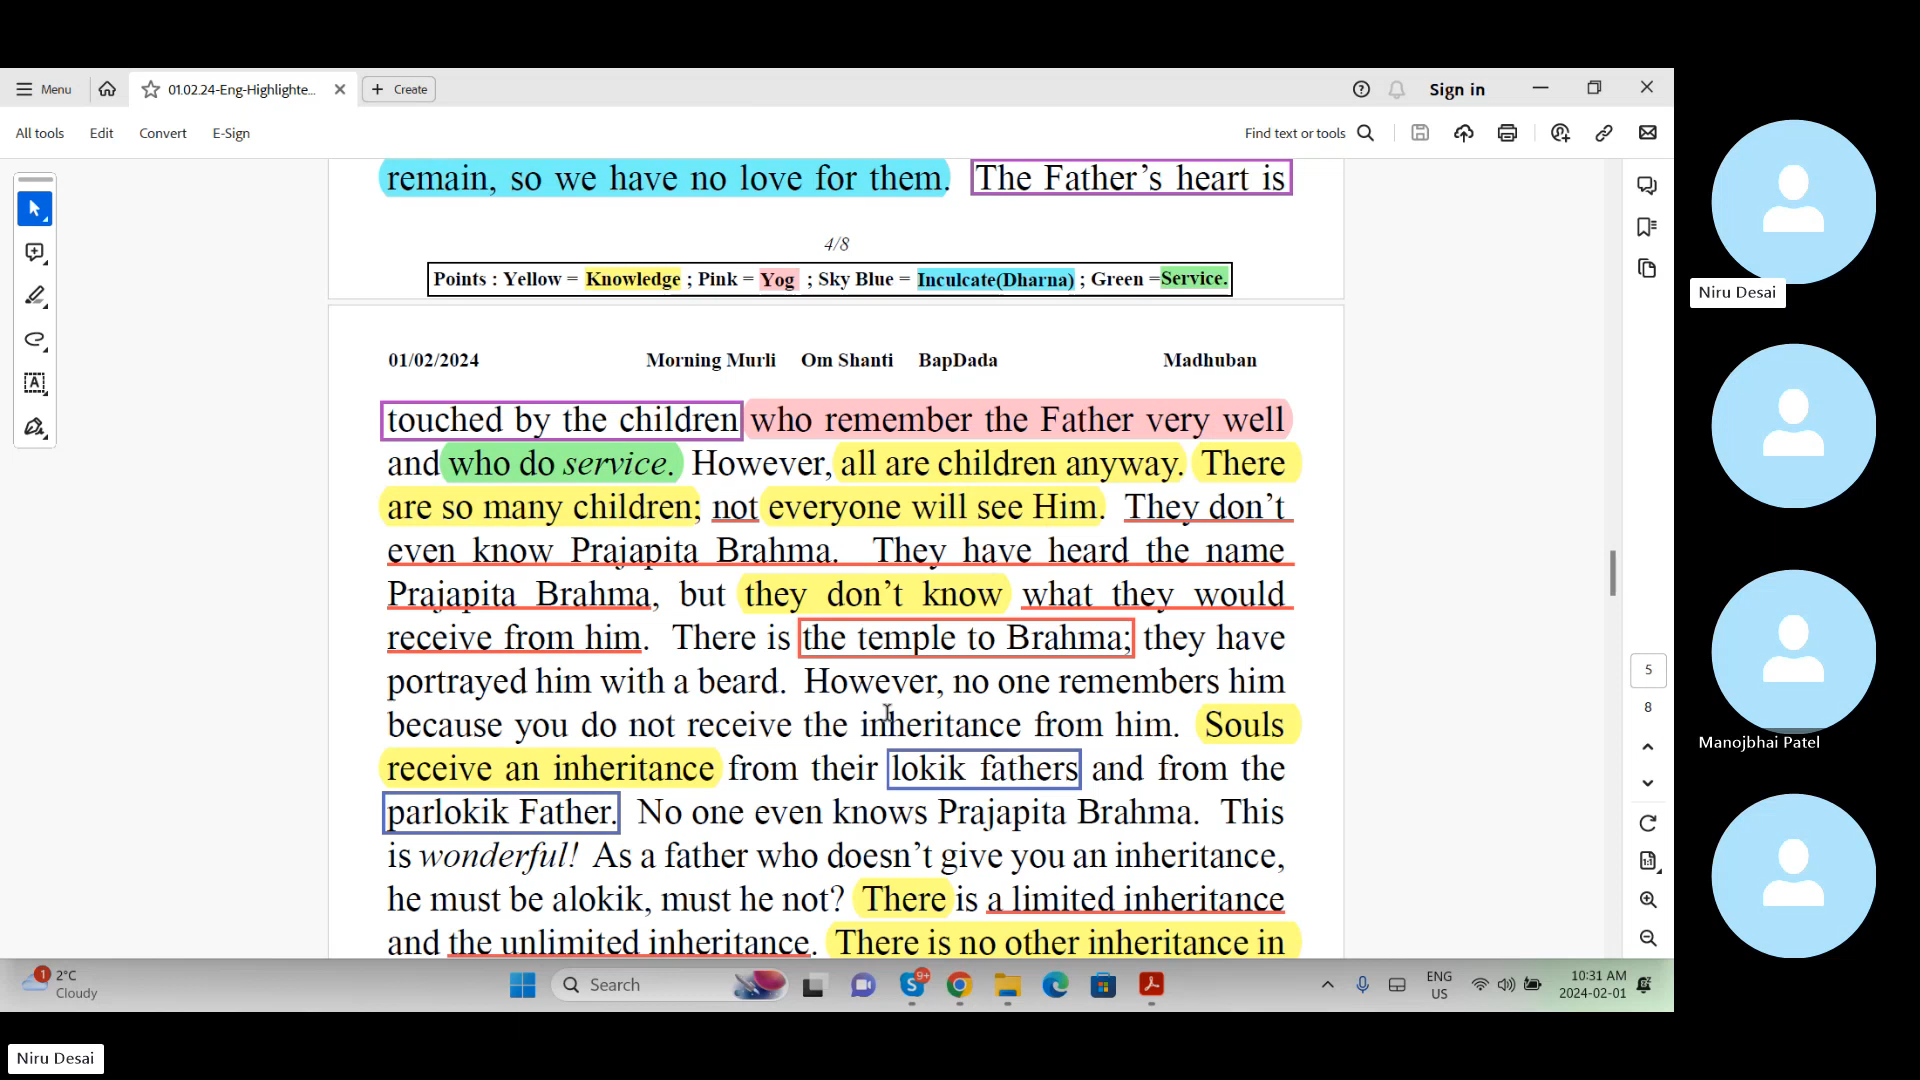 Menu
01.02.24-Eng-Highlighte...
Create
Sign in
All tools
Edit
Convert
E-Sign
Find text or tools
remain, so we have no love for them. The Father’s heart is
4/8
Points : Yellow = Knowledge ; Pink = Yog ; Sky Blue = Inculcate(Dharna) ; Green =Service.
01/02/2024 Morning Murli Om Shanti BapDada Madhuban
touched by the children who remember the Father very well
and who do service. However, all are children anyway. There
are so many children; not everyone will see Him. They don’t
even know Prajapita Brahma. They have heard the name
Prajapita Brahma, but they don’t know what they would
receive from him. There is the temple to Brahma; they have
portrayed him with a beard. However, no one remembers him
because you do not receive the inheritance from him. Souls
receive an inheritance from their lokik fathers and from the
parlokik Father. No one even knows Prajapita Brahma. This
is wonderful! As a father who doesn’t give you an inheritance,
he must be alokik, must he not? There is a limited inheritance
and the unlimited inheritance. There is no other inheritance in
5
8
Niru Desai
Manojbhai Patel
1
2°C
Cloudy
Search
9+
ENG
US
10:31 AM
2024-02-01
Niru Desai